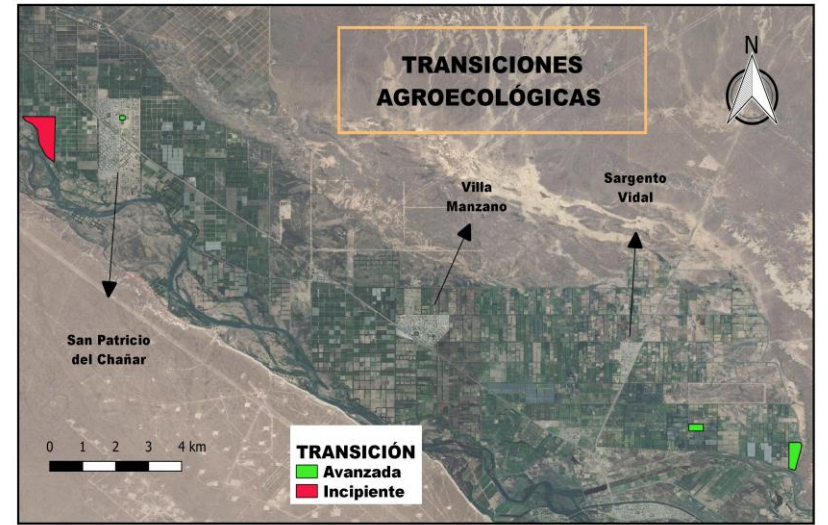 TRANSICIONES
AGROECOLÓGICAS
N
Sargento
Vidal
Villa
Manzano
San Patricio
del Chañar
0 1 2 3 4 km
TRANSICIÓN
Avanzada
Incipiente